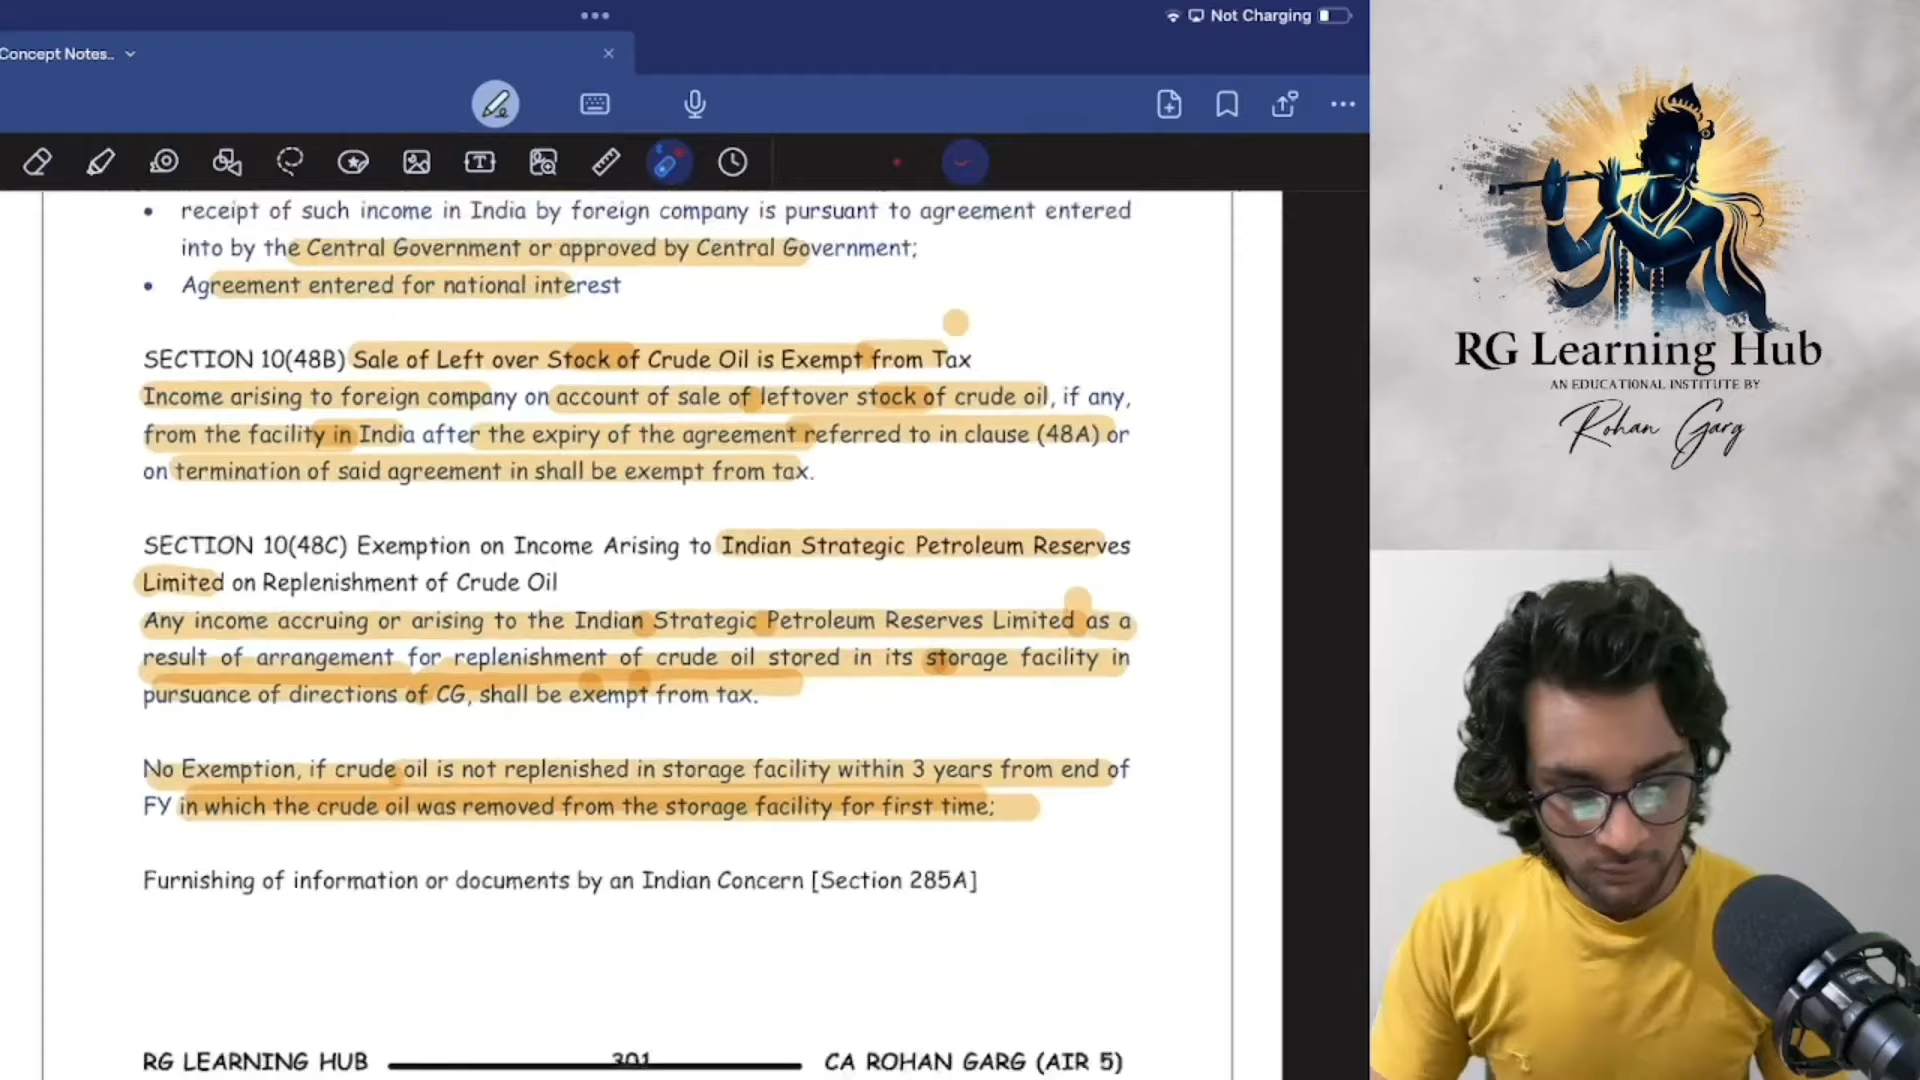 Not Charging
Concept Notes..
receipt of such income in India by foreign company is pursuant to agreement entered
into by the Central Government or approved by Central Government;
Agreement entered for national interest
SECTION 10(48B) Sale of Left over Stock of Crude Oil is Exempt from Tax
Income arising to foreign company on account of sale of leftover stock of crude oil, if any,
from the facility in India after the expiry of the agreement referred to in clause (48A) or
on termination of said agreement in shall be exempt from tax.
SECTION 10(48C) Exemption on Income Arising to Indian Strategic Petroleum Reserves
Limited on Replenishment of Crude Oil
Any income accruing or arising to the Indian Strategic Petroleum Reserves Limited as a
result of arrangement for replenishment of crude oil stored in its storage facility in
pursuance of directions of CG, shall be exempt from tax.
No Exemption, if crude oil is not replenished in storage facility within 3 years from end of
FY in which the crude oil was removed from the storage facility for first time;
Furnishing of information or documents by an Indian Concern [Section 285A]
RG LEARNING HUB 301 CA ROHAN GARG (AIR 5)
RG Learning Hub
AN EDUCATIONAL INSTITUTE BY
Rohan Garg